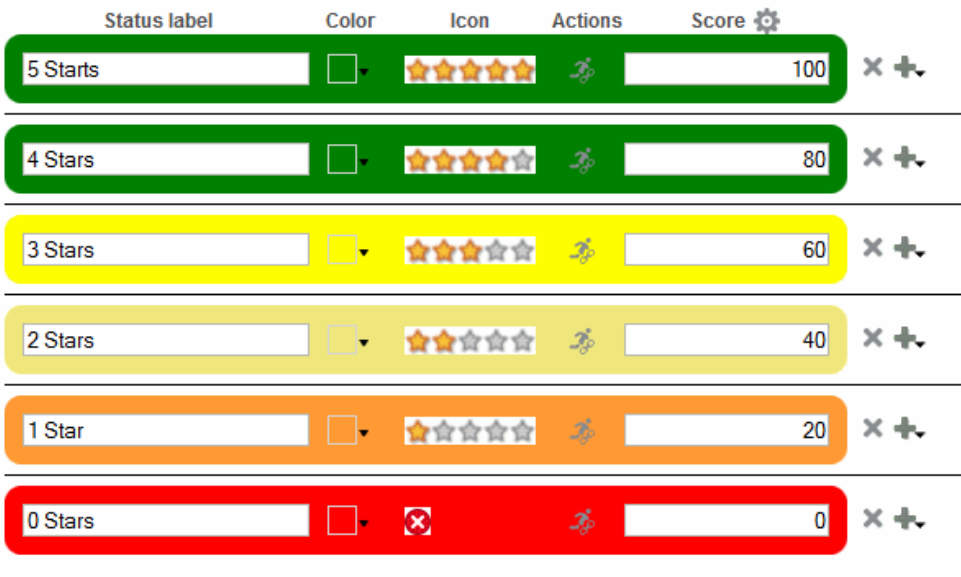 Status label Color Icon Actions Score
5 Starts 100
4 Stars 80
3 Stars 60
2 Stars 40
1 Star 20
0 Stars 0